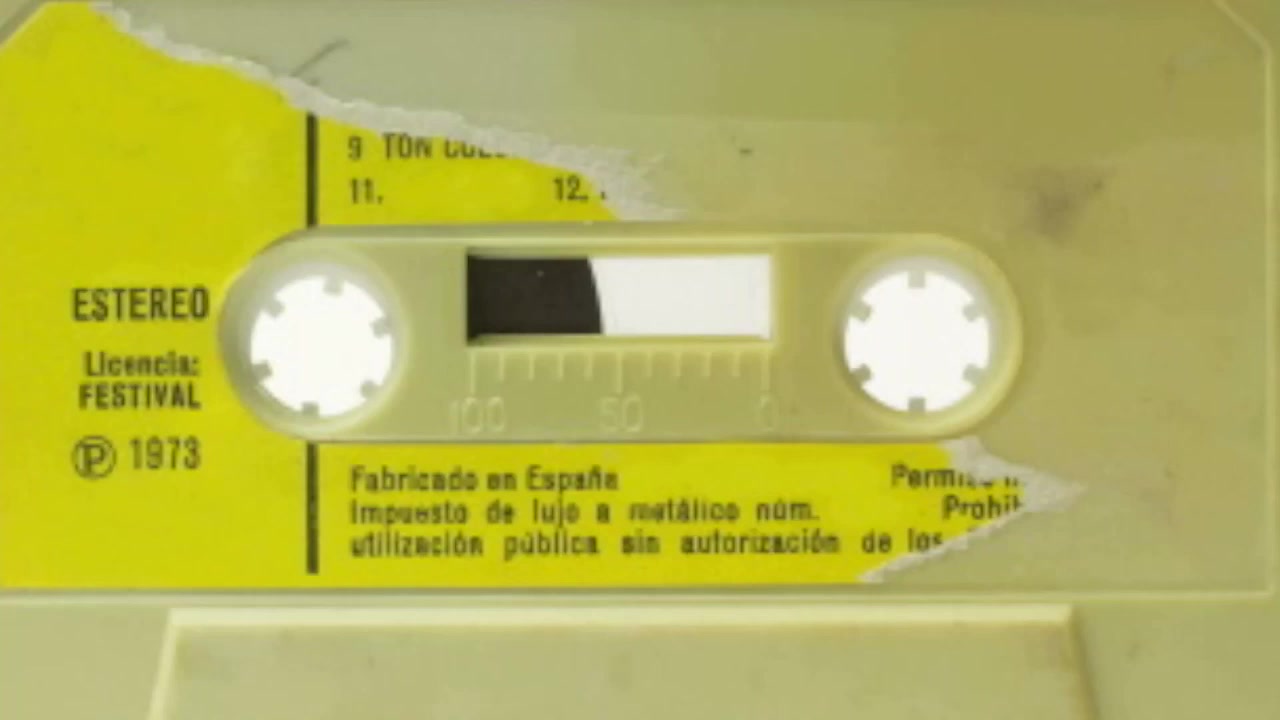 9 TON
11. 12.
ESTEREO
Licencia:
FESTIVAL
Ⓟ 1973
100 50 0
Fabricado en España
Impuesto de lujo a metálico núm. Prohib
utilización pública sin autorización de los